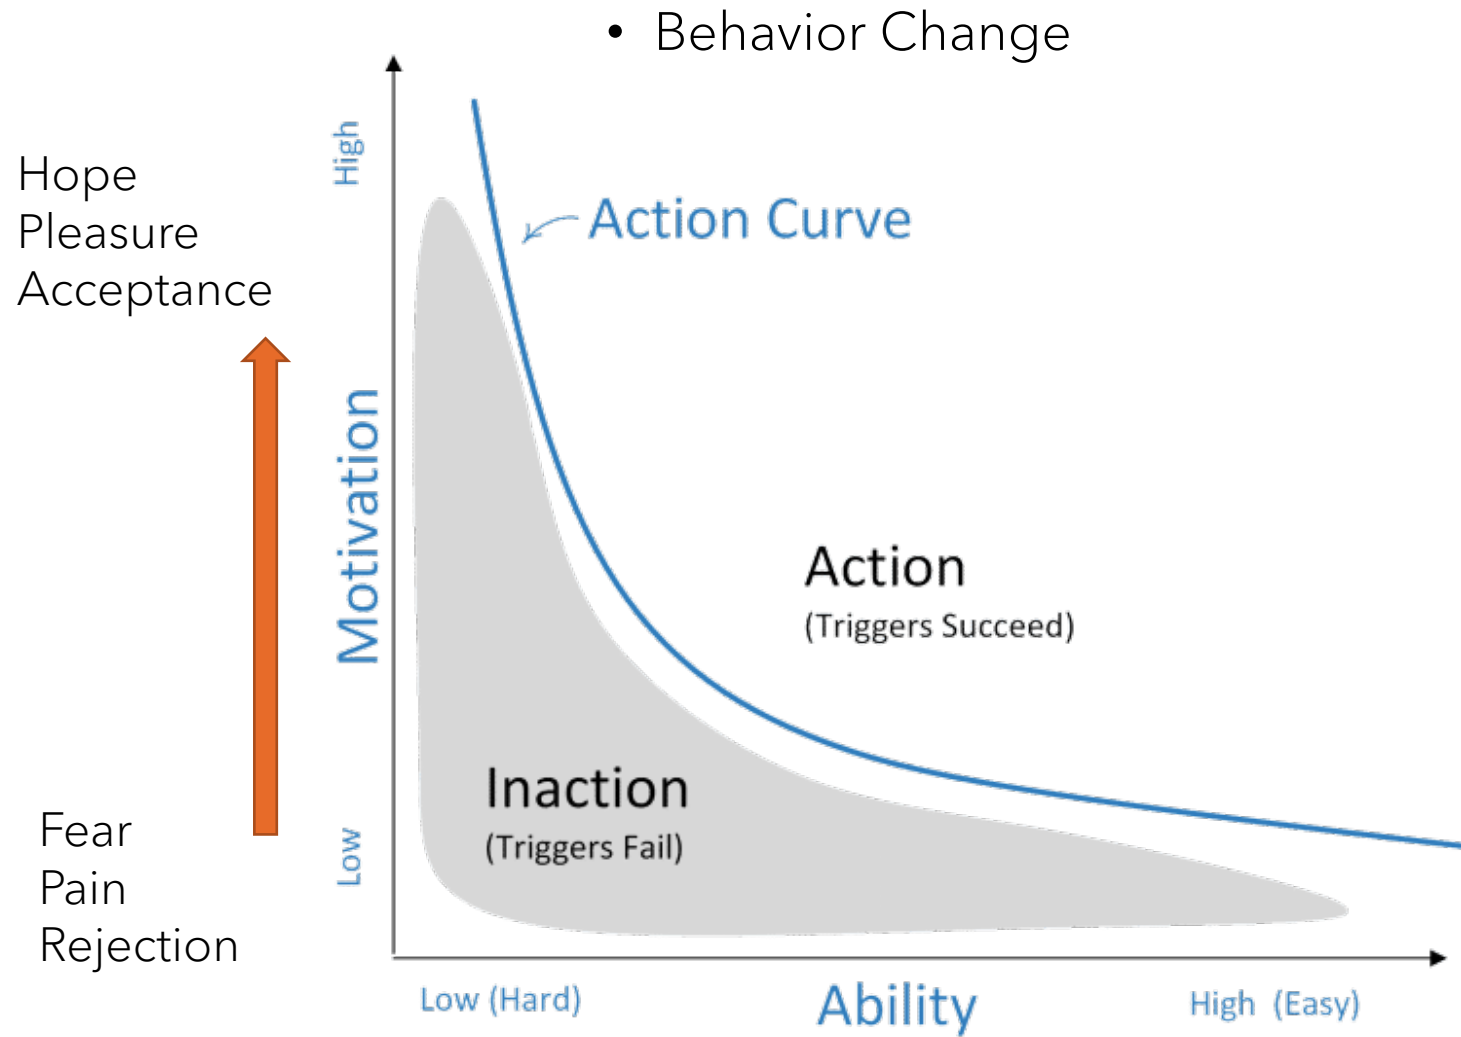 • Behavior Change
Hope
Pleasure
Acceptance
High
Action Curve
Motivation
Action
(Triggers Succeed)
Inaction
(Triggers Fail)
Fear
Pain
Rejection
Low
Low (Hard)
Ability
High (Easy)